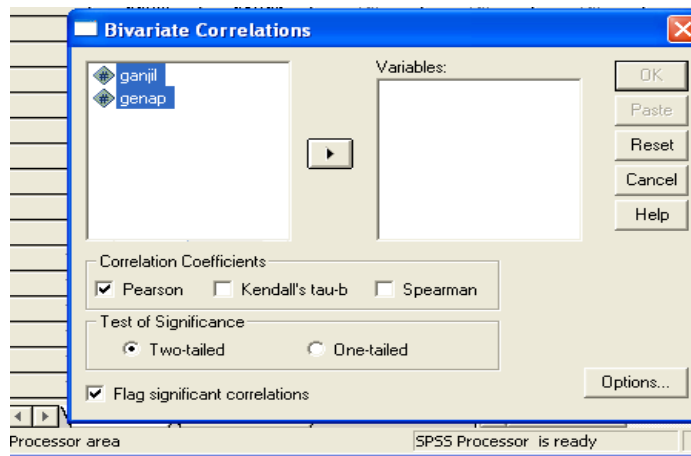 Bivariate Correlations
ganjil
genap
Variables:
OK
Paste
Reset
Cancel
Help
Correlation Coefficients
Pearson Kendall's tau-b Spearman
Test of Significance
Two-tailed One-tailed
Flag significant correlations
Options...
Processor area SPSS Processor is ready